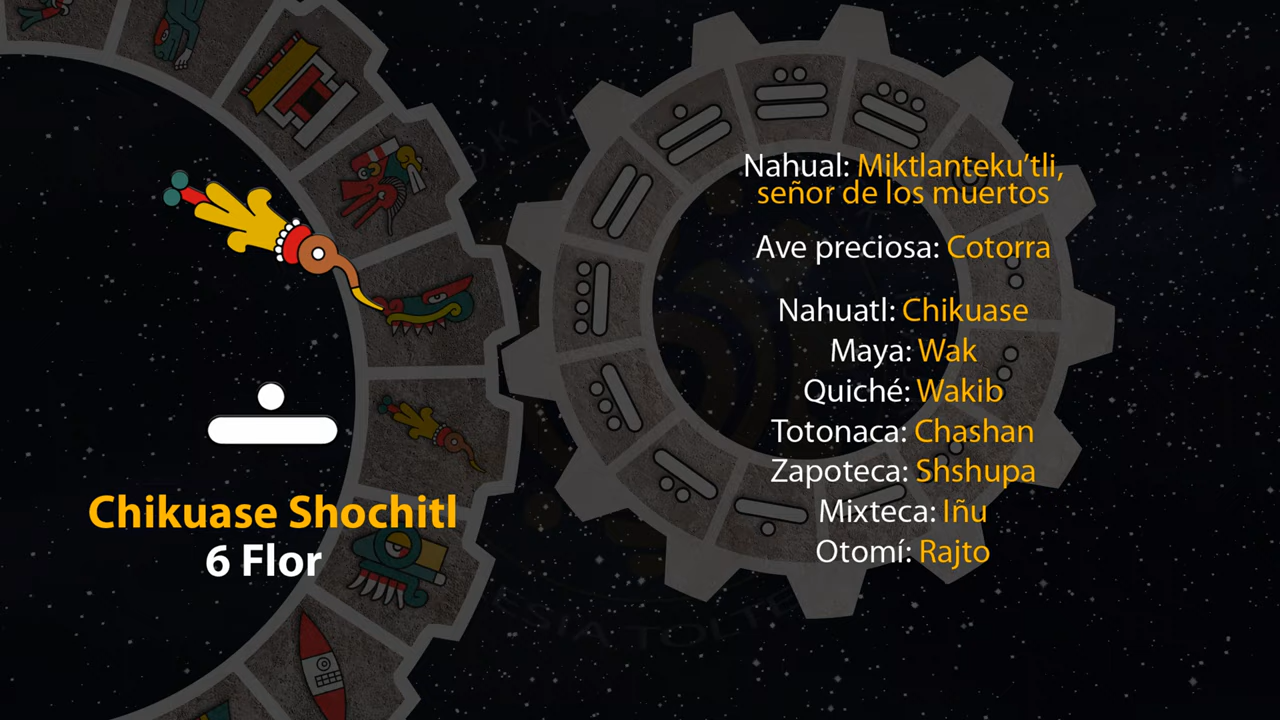 Chikuase Shochitl
6 Flor
Nahual: Miktlanteku’tli,
señor de los muertos
Ave preciosa: Cotorra
Nahuatl: Chikuase
Maya: Wak
Quiché: Wakib
Totonaca: Chashan
Zapoteca: Shshupa
Mixteca: Iñu
Otomí: Rajto